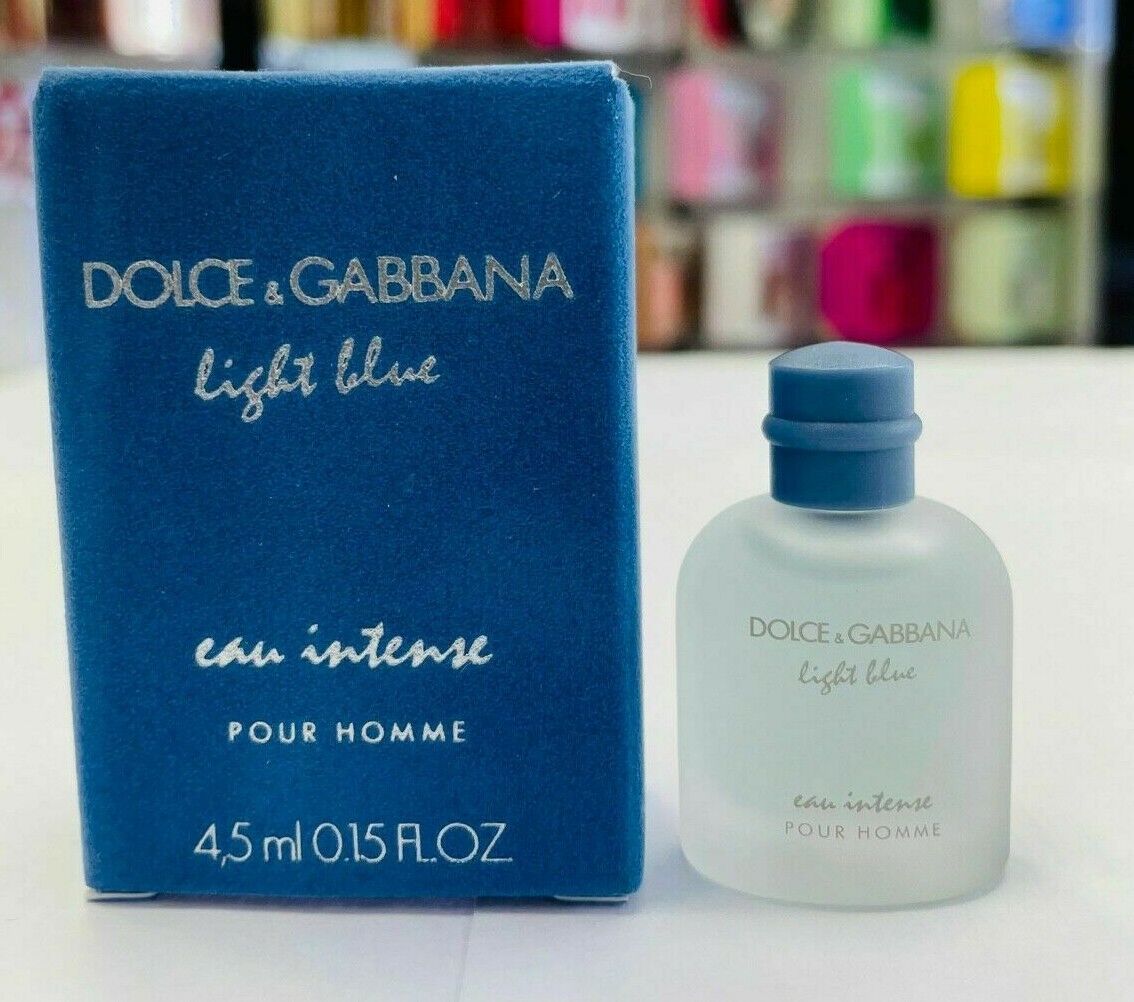 DOLCE & GABBANA
light blue
eau intense
POUR HOMME
4,5 ml 0.15 FL.OZ
DOLCE & GABBANA
light blue
eau intense
POUR HOMME